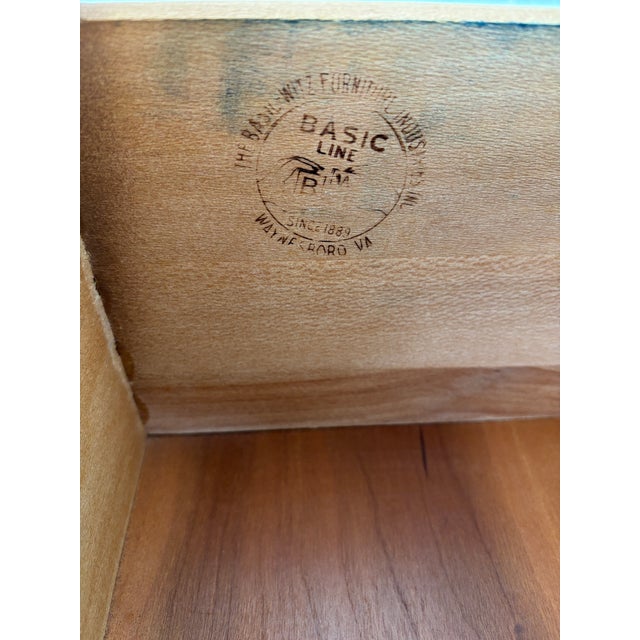 THE BASIC-WITZ FURNITURE INDUSTRIES INC.
BASIC
LINE
B
SINCE 1889
WAYNESBORO, VA